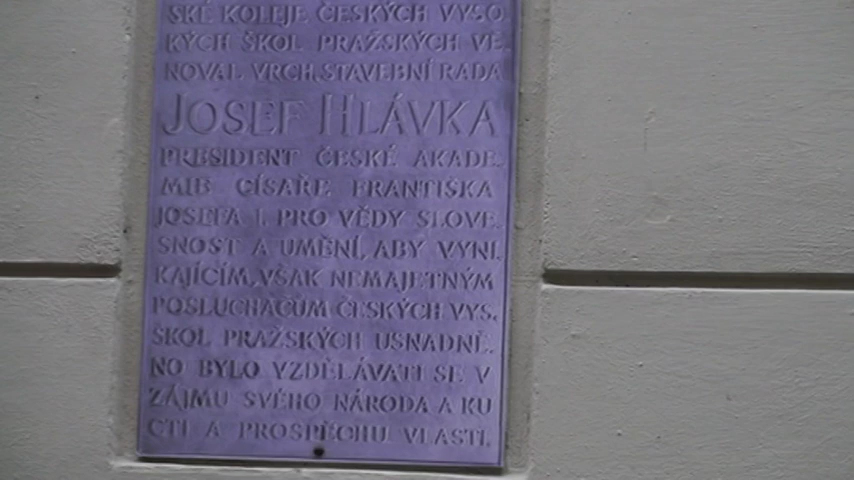 SKÉ KOLEJE ČESKÝCH VYSO
KÝCH ŠKOL PRAŽSKÝCH VĚ.
NOVAL VRCH. STAVEBNÍ RADA
JOSEF HLÁVKA
PRESIDENT ČESKÉ AKADE.
MIE CÍSAŘE FRANTIŠKA
JOSEFA I. PRO VĚDY SLOVE.
SNOST A UMĚNÍ, ABY VYNI.
KAJÍCÍM, VŠAK NEMAJETNÝM
POSLUCHAČŮM ČESKÝCH VYS.
ŠKOL PRAŽSKÝCH USNADNĚ.
NO BYLO VZDĚLÁVATI SE V
ZÁJMU SVÉHO NÁRODA A KU
CTI A PROSPĚCHU VLASTI.